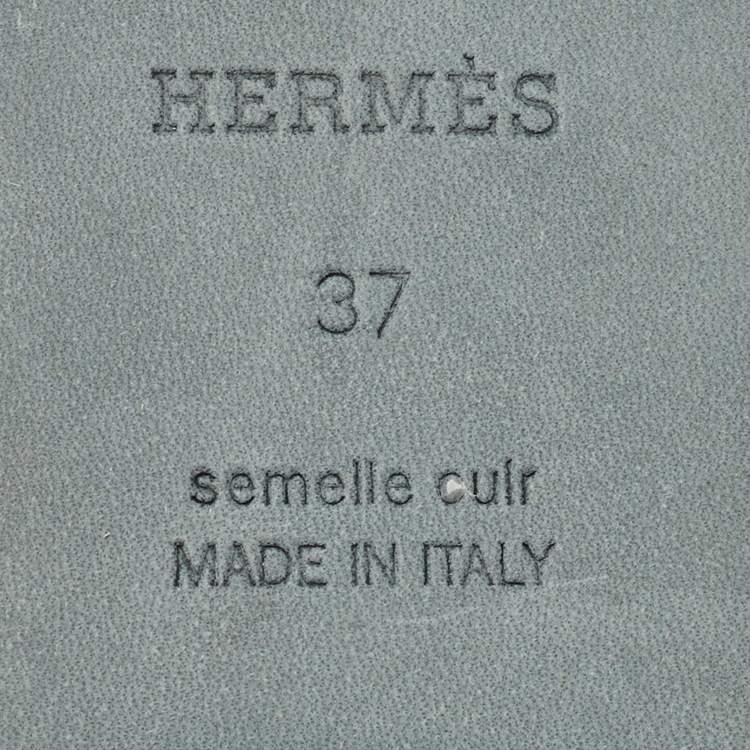 HERMÈS
37
semelle cuir
MADE IN ITALY